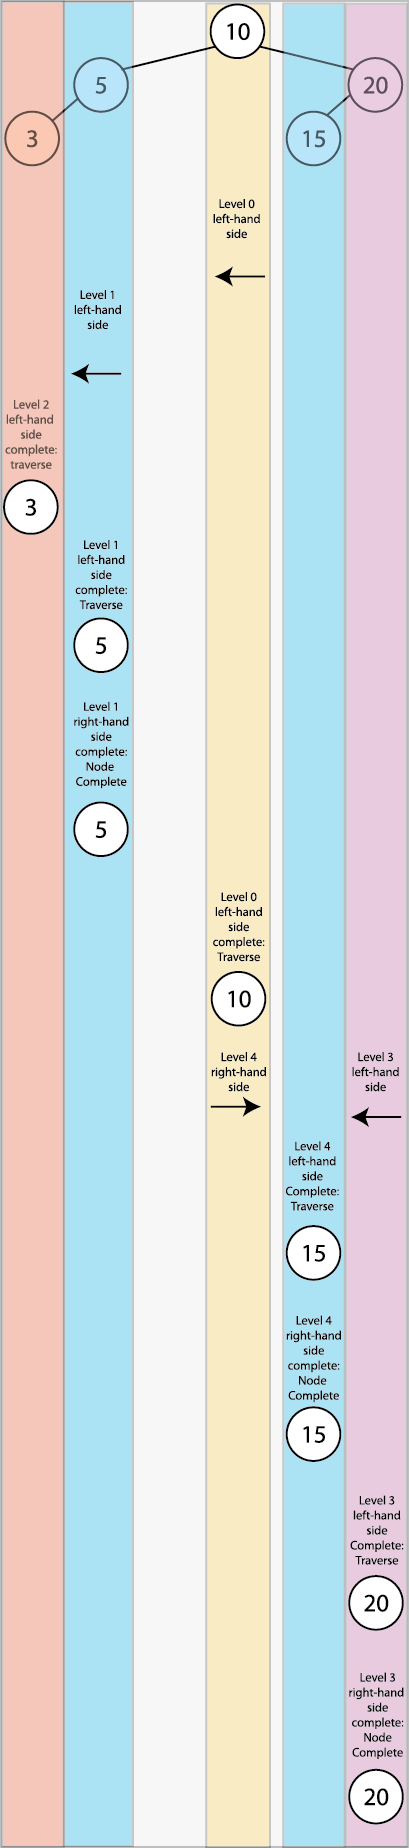 10
5
20
3
15
Level 0
left-hand
side
Level 1
left-hand
side
Level 2
left-hand
side
complete:
traverse
3
Level 1
left-hand
side
complete:
Traverse
5
Level 1
right-hand
side
complete:
Node
Complete
5
Level 0
left-hand
side
complete:
Traverse
10
Level 4
right-hand
side
Level 3
left-hand
side
Level 4
left-hand
side
Complete:
Traverse
15
Level 4
right-hand
side
complete:
Node
Complete
15
Level 3
left-hand
side
Complete:
Traverse
20
Level 3
right-hand
side
complete:
Node
Complete
20